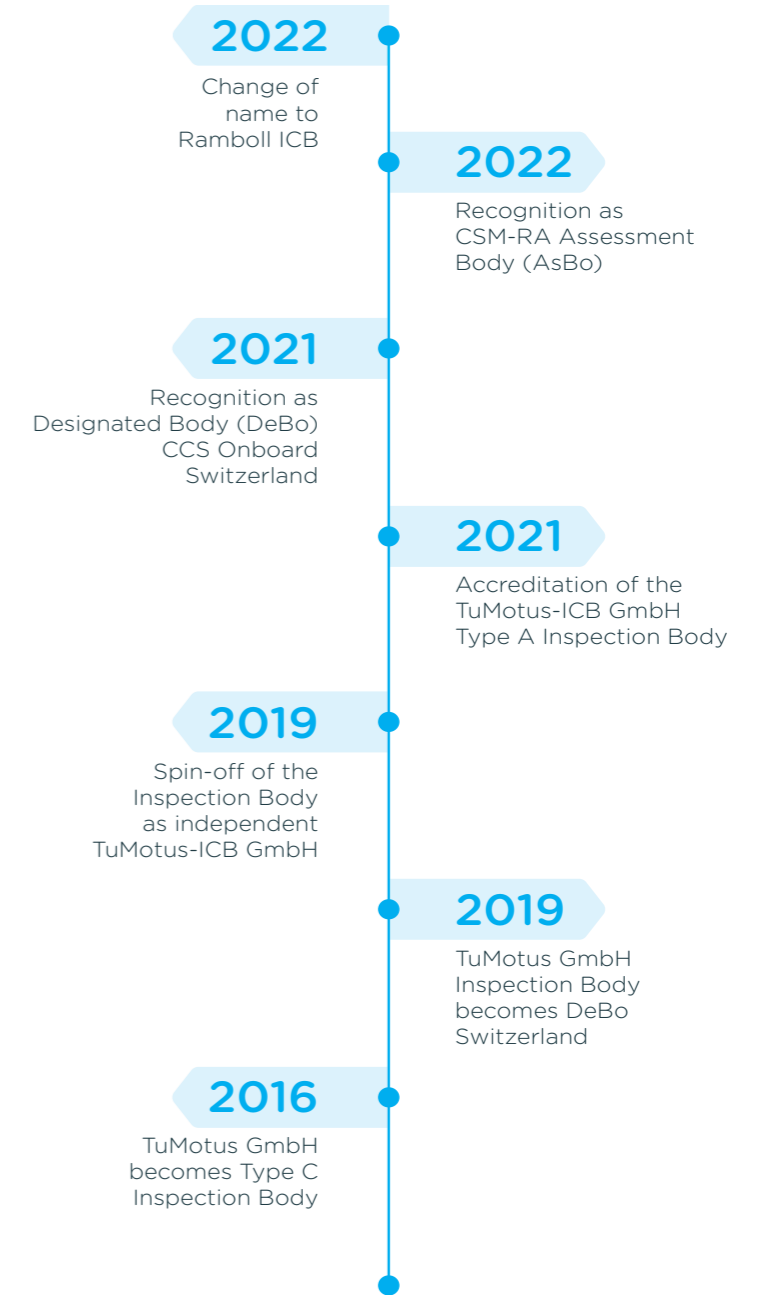 2022
Change of
name to
Ramboll ICB
2022
Recognition as
CSM-RA Assessment
Body (AsBo)
2021
Recognition as
Designated Body (DeBo)
CCS Onboard
Switzerland
2021
Accreditation of the
TuMotus-ICB GmbH
Type A Inspection Body
2019
Spin-off of the
Inspection Body
as independent
TuMotus-ICB GmbH
2019
TuMotus GmbH
Inspection Body
becomes DeBo
Switzerland
2016
TuMotus GmbH
becomes Type C
Inspection Body